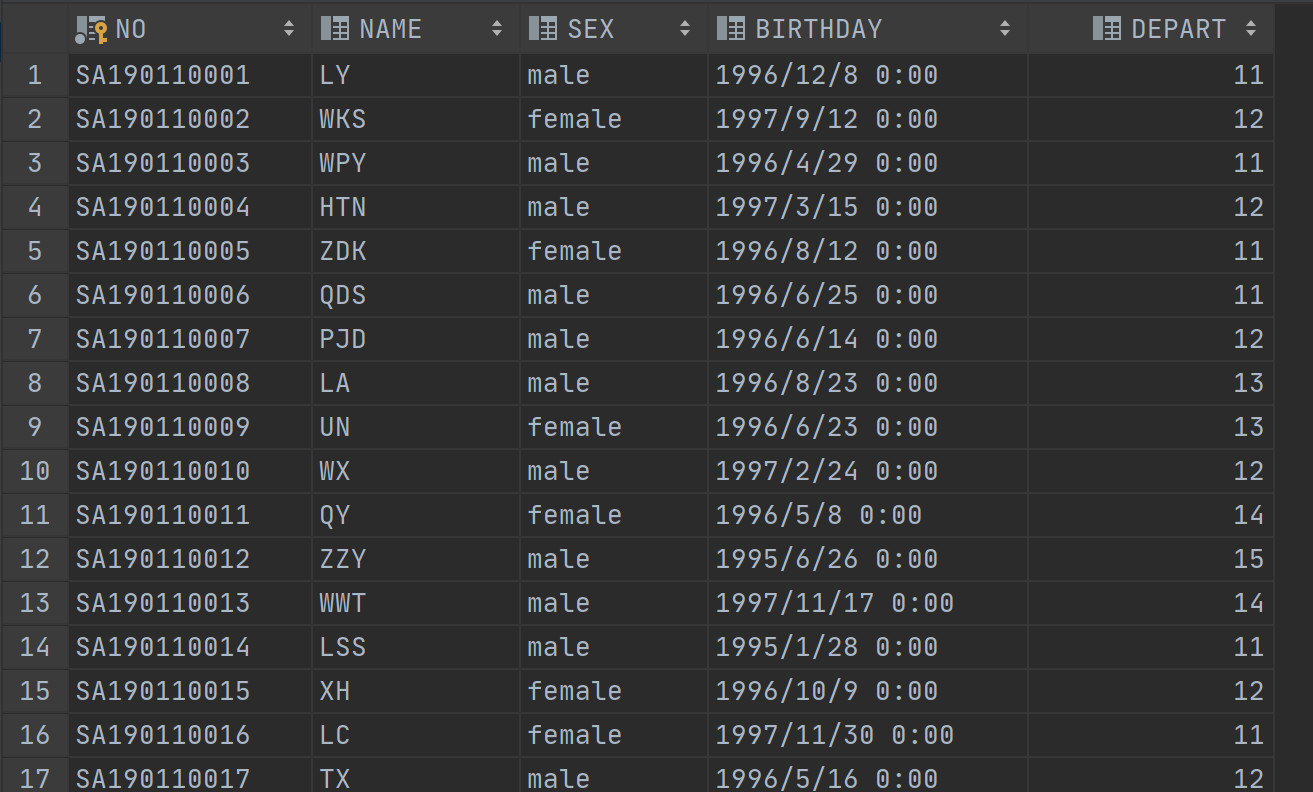 NO NAME SEX BIRTHDAY DEPART
1 SA190110001 LY male 1996/12/8 0:00 11
2 SA190110002 WKS female 1997/9/12 0:00 12
3 SA190110003 WPY male 1996/4/29 0:00 11
4 SA190110004 HTN male 1997/3/15 0:00 12
5 SA190110005 ZDK female 1996/8/12 0:00 11
6 SA190110006 QDS male 1996/6/25 0:00 11
7 SA190110007 PJD male 1996/6/14 0:00 12
8 SA190110008 LA male 1996/8/23 0:00 13
9 SA190110009 UN female 1996/6/23 0:00 13
10 SA190110010 WX male 1997/2/24 0:00 12
11 SA190110011 QY female 1996/5/8 0:00 14
12 SA190110012 ZZY male 1995/6/26 0:00 15
13 SA190110013 WWT male 1997/11/17 0:00 14
14 SA190110014 LSS male 1995/1/28 0:00 11
15 SA190110015 XH female 1996/10/9 0:00 12
16 SA190110016 LC female 1997/11/30 0:00 11
17 SA190110017 TX male 1996/5/16 0:00 12